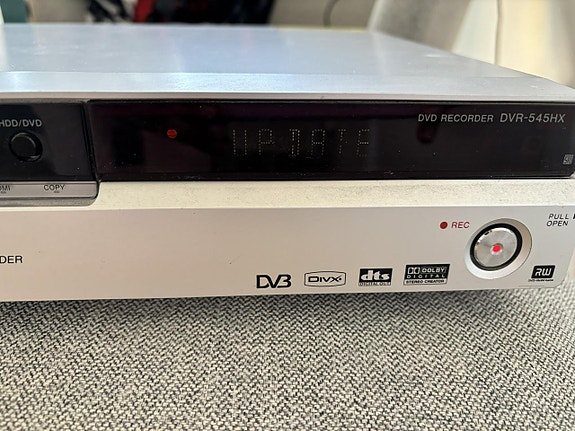 HDD/DVD
DVD RECORDER DVR-545HX
UPDATE
COPY
REC
PULL
OPEN
DER
DVB
DivX
dts
DIGITAL OUT
DOLBY
DIGITAL
STEREO CREATOR
RW